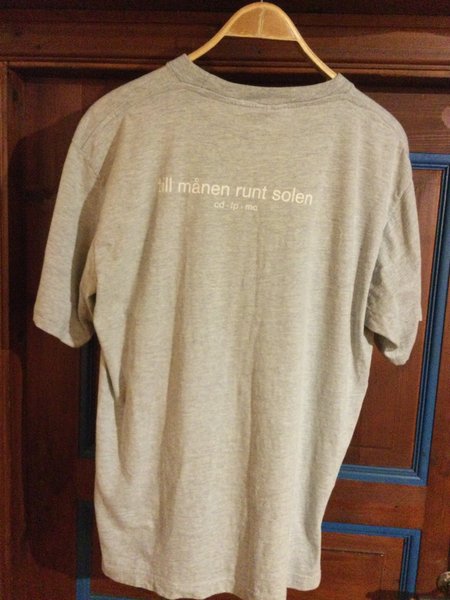 till månen runt solen
cd - lp - mc